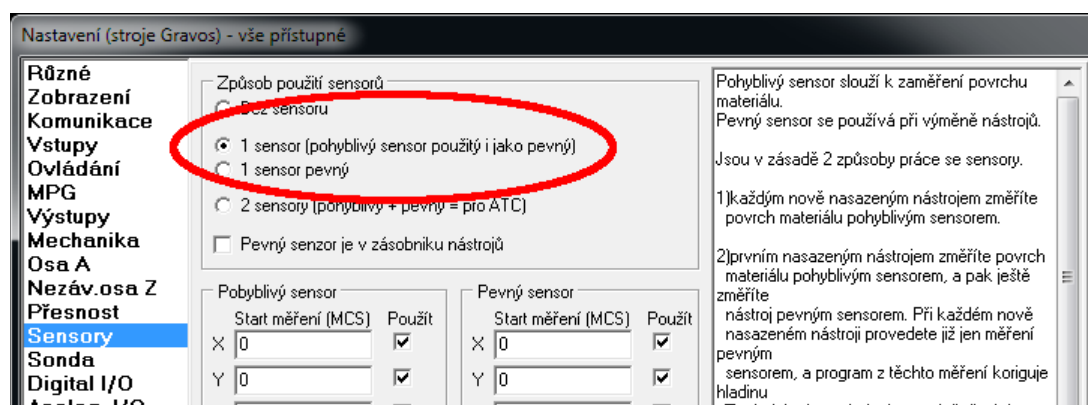 Nastavení (stroje Gravos) - vše přístupné
Různé
Zobrazení
Komunikace
Vstupy
Ovládání
MPG
Výstupy
Mechanika
Osa A
Nezáv.osa Z
Přesnost
Sensory
Sonda
Digital I/O
Způsob použití sensorů
Bez sensoru
1 sensor (pohyblivý sensor použitý i jako pevný)
1 sensor pevný
2 sensory (pohyblivý + pevný = pro ATC)
Pevný senzor je v zásobniku nástrojů
Pobyblivý sensor
Start měření (MCS) Použít
X 0
Y 0
Pevný sensor
Start měření (MCS) Použít
X 0
Y 0
Pohyblivý sensor slouží k zaměření povrchu
materiálu.
Pevný sensor se používá při výměně nástrojů.
Jsou v zásadě 2 způsoby práce se sensory.
1)každým nově nasazeným nástrojem změříte
povrch materiálu pohyblivým sensorem.
2)prvním nasazeným nástrojem změříte povrch
materiálu pohyblivým sensorem, a pak ještě
změříte
nástroj pevným sensorem. Při každém nově
nasazeném nástroji provedete již jen měření
pevným
sensorem, a program z těchto měření koriguje
hladinu